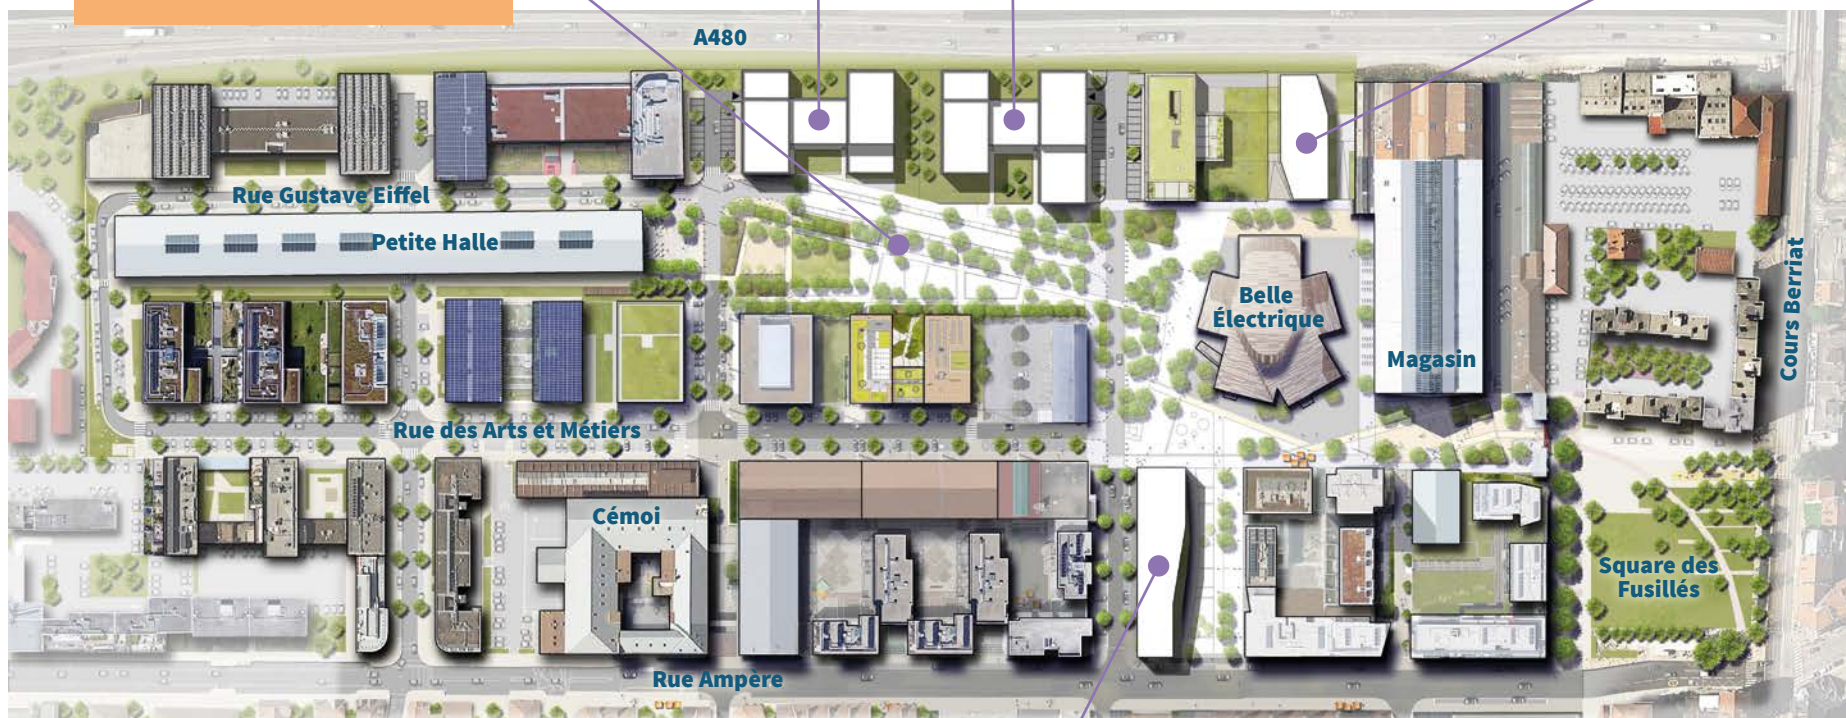 A480
Rue Gustave Eiffel
Petite Halle
Belle
Électrique
Magasin
Cours Berriat
Rue des Arts et Métiers
Cémoi
Square des
Fusillés
Rue Ampère